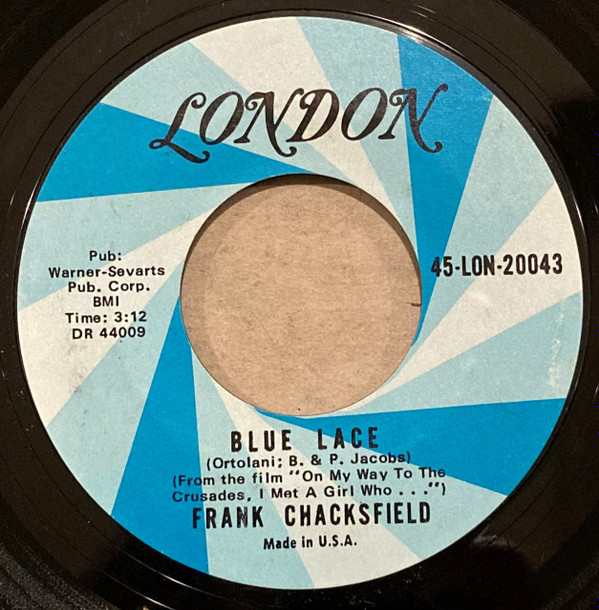 LONDON
Pub:
Warner-Sevarts
Pub. Corp.
BMI
Time: 3:12
DR 44009
45-LON-20043
BLUE LACE
(Ortolani; B. & P. Jacobs)
(From the film "On My Way To The
Crusades, I Met A Girl Who . . .")
FRANK CHACKSFIELD
Made in U.S.A.